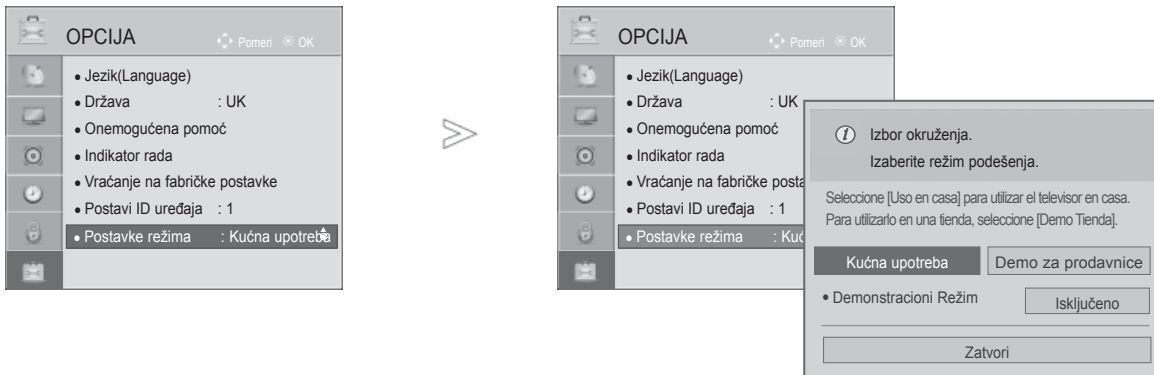 OPCIJA Pomeri OK
• Jezik(Language)
• Država : UK
• Onemogućena pomoć
• Indikator rada
• Vraćanje na fabričke postavke
• Postavi ID uređaja : 1
• Postavke režima : Kućna upotreba
OPCIJA Pomeri OK
• Jezik(Language)
• Država : UK
• Onemogućena pomoć
• Indikator rada
• Vraćanje na fabričke posta
• Postavi ID uređaja : 1
• Postavke režima : Kuć
Izbor okruženja.
Izaberite režim podešenja.
Seleccione [Uso en casa] para utilizar el televisor en casa.
Para utilizarlo en una tienda, seleccione [Demo Tienda].
Kućna upotreba Demo za prodavnice
• Demonstracioni Režim Isključeno
Zatvori